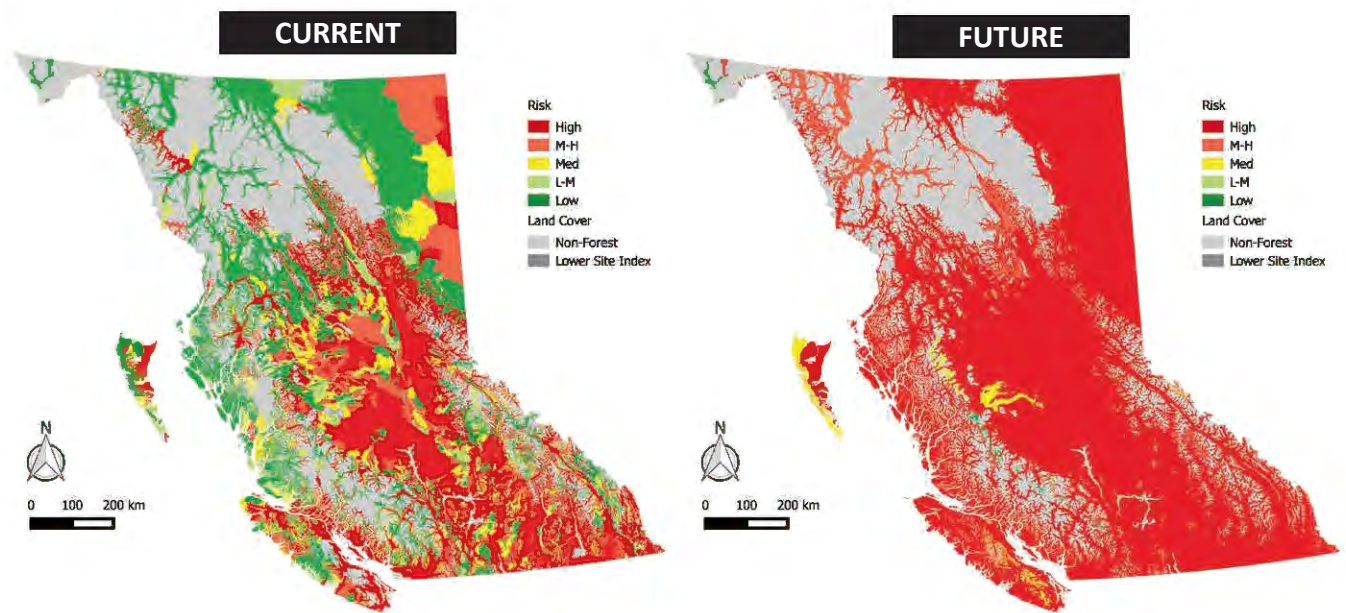 CURRENT
Risk
High
M-H
Med
L-M
Low
Land Cover
Non-Forest
Lower Site Index
N
0 100 200 km
FUTURE
Risk
High
M-H
Med
L-M
Low
Land Cover
Non-Forest
Lower Site Index
N
0 100 200 km